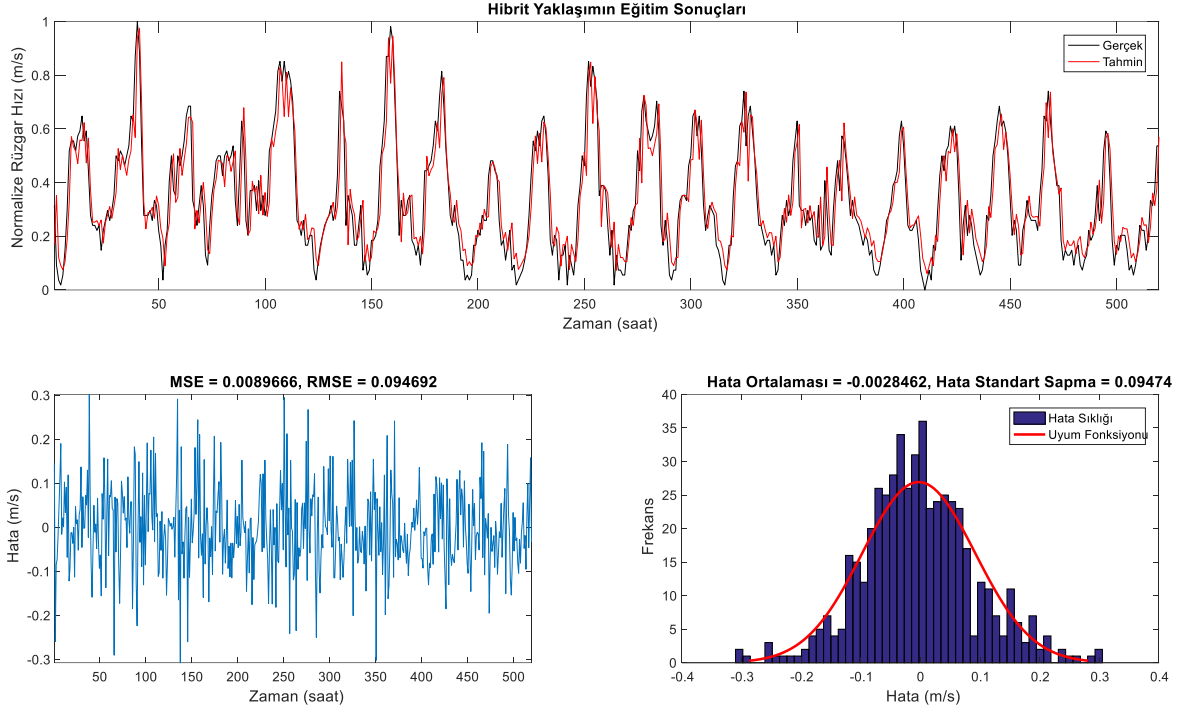 Hibrit Yaklaşımın Eğitim Sonuçları
Normalize Rüzgar Hızı (m/s)
1
0.8
0.6
0.4
0.2
0
Gerçek
Tahmin
50 100 150 200 250 300 350 400 450 500
Zaman (saat)
MSE = 0.0089666, RMSE = 0.094692
Hata (m/s)
0.3
0.2
0.1
0
-0.1
-0.2
-0.3
50 100 150 200 250 300 350 400 450 500
Zaman (saat)
Hata Ortalaması = -0.0028462, Hata Standart Sapma = 0.09474
Frekans
40
35
30
25
20
15
10
5
0
Hata Sıklığı
Uyum Fonksiyonu
-0.4 -0.3 -0.2 -0.1 0 0.1 0.2 0.3 0.4
Hata (m/s)